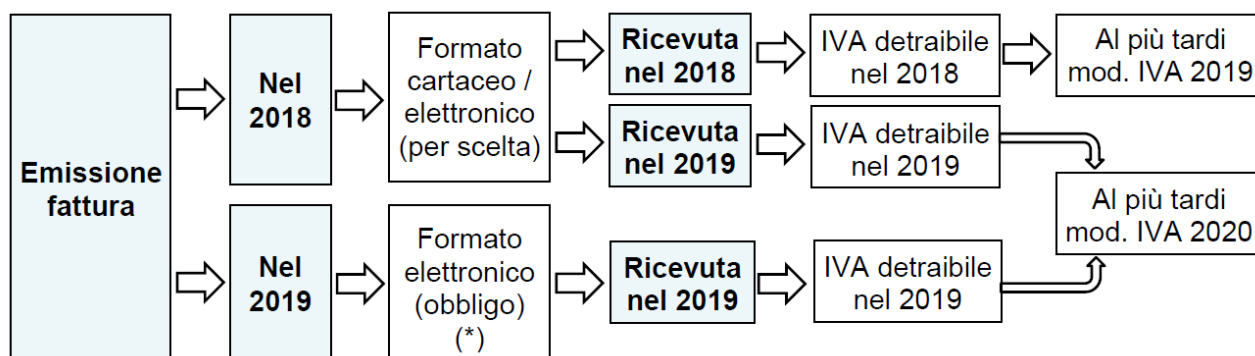 Emissione
fattura
Nel
2018
Formato
cartaceo /
elettronico
(per scelta)
Ricevuta
nel 2018
IVA detraibile
nel 2018
Al più tardi
mod. IVA 2019
Ricevuta
nel 2019
IVA detraibile
nel 2019
Al più tardi
mod. IVA 2020
Nel
2019
Formato
elettronico
(obbligo)
(*)
Ricevuta
nel 2019
IVA detraibile
nel 2019